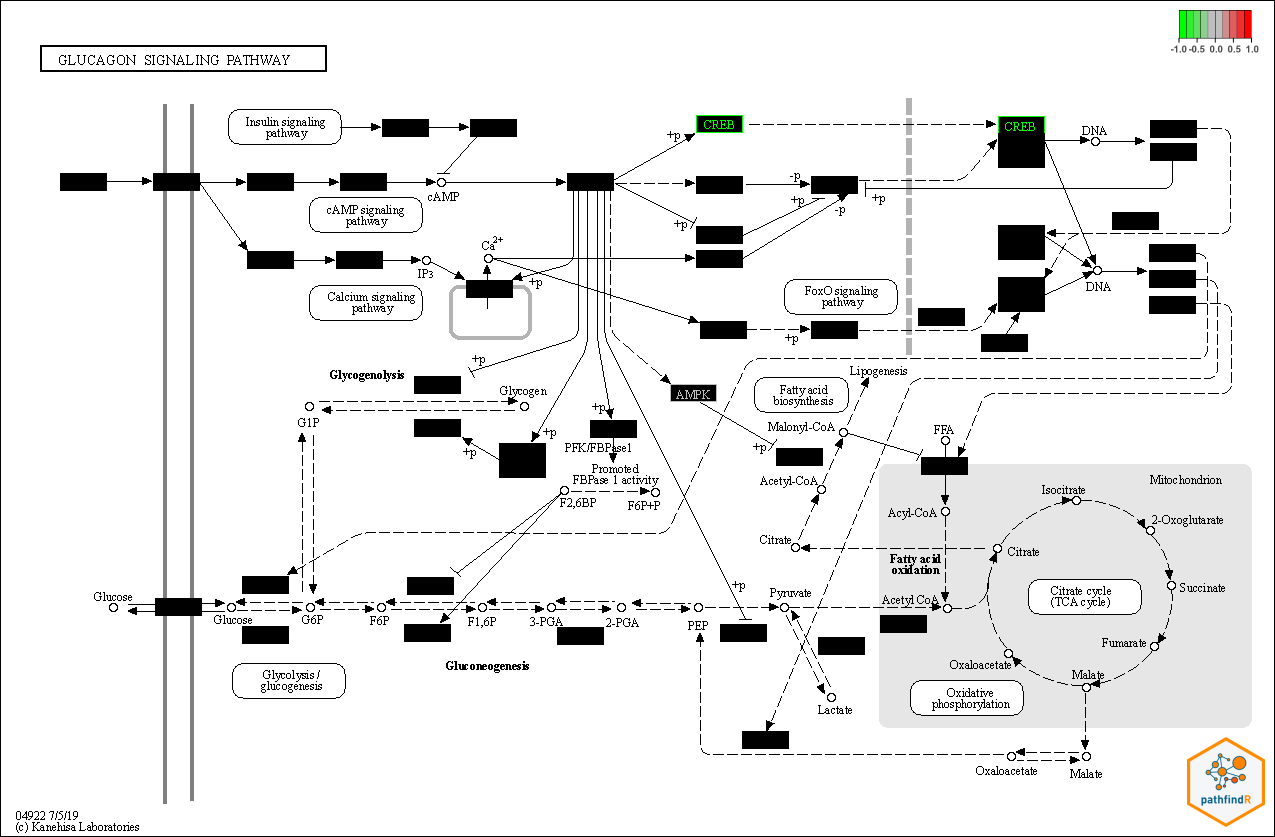 -1.0 -0.5 0.0 0.5 1.0
GLUCAGON SIGNALING PATHWAY
Insulin signaling
pathway
+p
CREB
CREB
DNA
cAMP
-p
+p
-p
+p
+p
cAMP signaling
pathway
Ca2+
IP3
+p
DNA
Calcium signaling
pathway
FoxO signaling
pathway
+p
+p
Glycogenolysis
Glycogen
AMPK
Lipogenesis
Fatty acid
biosynthesis
G1P
+p
+p
+p
PFK/FBPase1
Malonyl-CoA
FFA
+p
Promoted
FBPase 1 activity
F2,6BP
F6P+P
Acetyl-CoA
Mitochondrion
Isocitrate
Acyl-CoA
2-Oxoglutarate
Citrate
Citrate
Fatty acid
oxidation
+p
Glucose
Glucose
G6P
F6P
F1,6P
3-PGA
2-PGA
PEP
Pyruvate
Acetyl CoA
Citrate cycle
(TCA cycle)
Succinate
Fumarate
Oxaloacetate
Malate
Gluconeogenesis
Glycolysis /
glucogenesis
Lactate
Oxidative
phosphorylation
Oxaloacetate
Malate
pathfindR
04922 7/5/19
(c) Kanehisa Laboratories